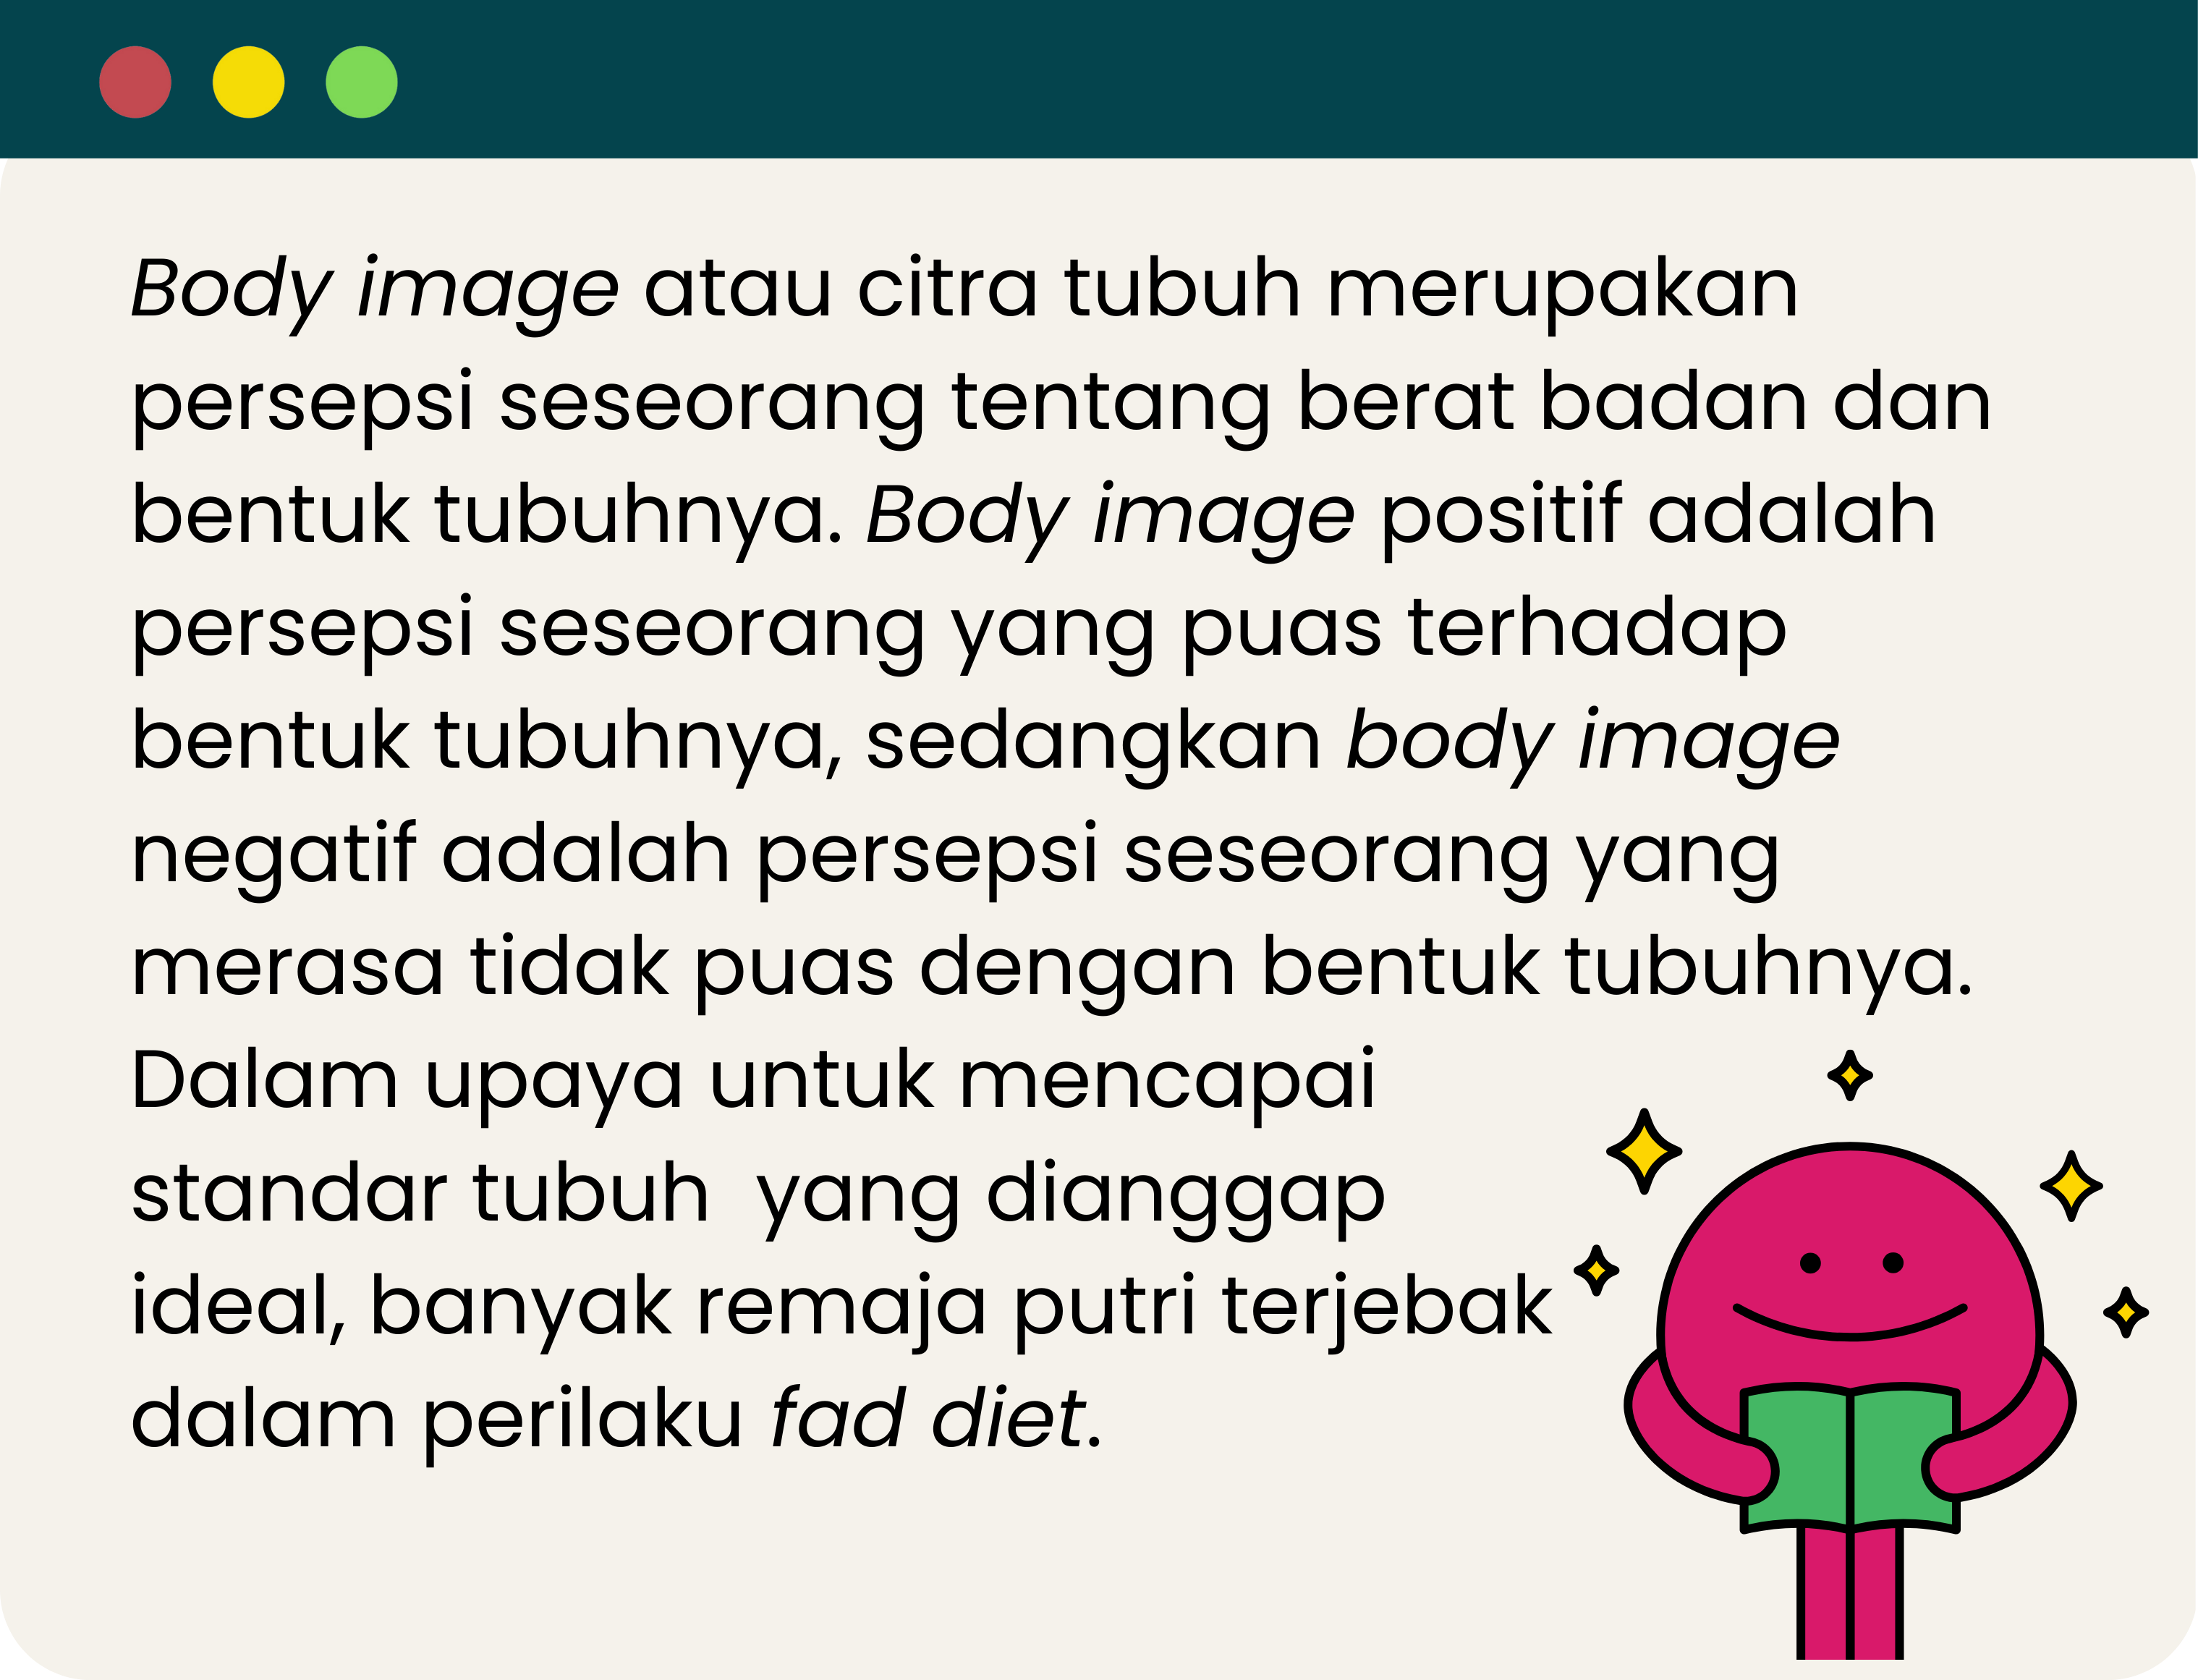 Body image atau citra tubuh merupakan
persepsi seseorang tentang berat badan dan
bentuk tubuhnya. Body image positif adalah
persepsi seseorang yang puas terhadap
bentuk tubuhnya, sedangkan body image
negatif adalah persepsi seseorang yang
merasa tidak puas dengan bentuk tubuhnya.
Dalam upaya untuk mencapai
standar tubuh  yang dianggap
ideal, banyak remaja putri terjebak
dalam perilaku fad diet.